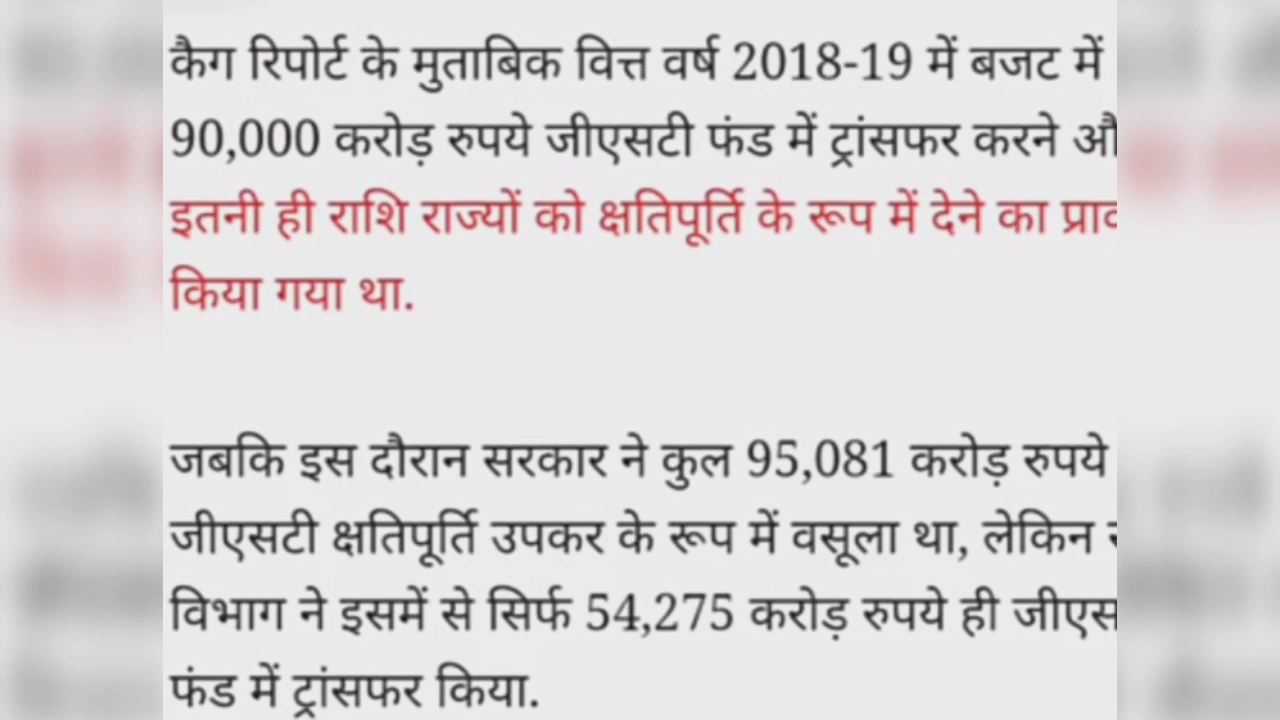 कैग रिपोर्ट के मुताबिक वित्त वर्ष 2018-19 में बजट में
90,000 करोड़ रुपये जीएसटी फंड में ट्रांसफर करने
इतनी ही राशि राज्यों को क्षतिपूर्ति के रूप में देने का
किया गया था.
जबकि इस दौरान सरकार ने कुल 95,081 करोड़ रुपये
जीएसटी क्षतिपूर्ति उपकर के रूप में वसूला था, लेकिन
विभाग ने इसमें से सिर्फ 54,275 करोड़ रुपये ही
फंड में ट्रांसफर किया.